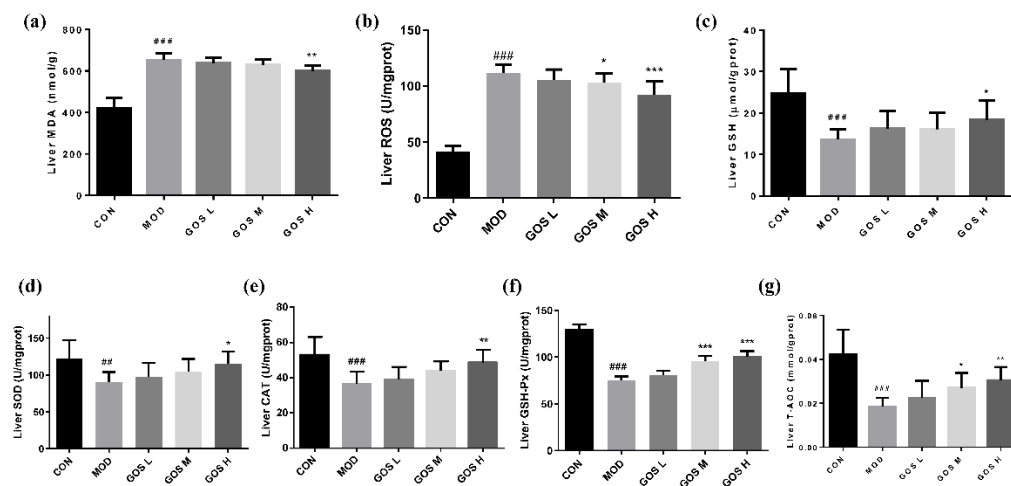 (a)
Liver MDA (nmol/g)
800
600
400
200
0
###
**
CON
MOD
GOS L
GOS M
GOS H
(b)
Liver ROS (U/mgprot)
150
100
50
0
###
*
***
CON
MOD
GOS L
GOS M
GOS H
(c)
Liver GSH (μmol/gprot)
40
30
20
10
0
###
*
CON
MOD
GOS L
GOS M
GOS H
(d)
Liver SOD (U/mgprot)
150
100
50
0
##
*
CON
MOD
GOS L
GOS M
GOS H
(e)
Liver CAT (U/mgprot)
80
60
40
20
0
###
**
CON
MOD
GOS L
GOS M
GOS H
(f)
Liver GSH-Px (U/mgprot)
150
100
50
0
###
***
***
CON
MOD
GOS L
GOS M
GOS H
(g)
Liver T-AOC (mmol/gprot)
0.06
0.04
0.02
0.00
###
*
**
CON
MOD
GOS L
GOS M
GOS H